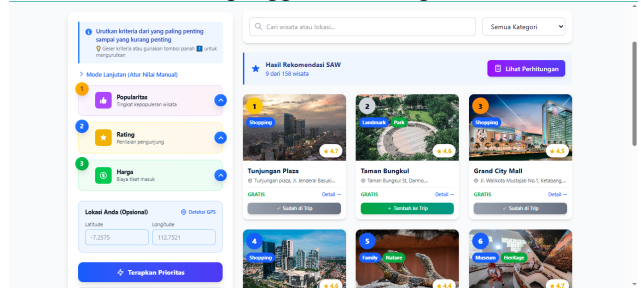 Urutkan kriteria dari yang paling penting
sampai yang kurang penting
Geser kriteria atau gunakan tombol panah untuk
mengurutkan
Mode Lanjutan (Atur Nilai Manual)
1
Popularitas
Tingkat kepopuleran wisata
2
Rating
Penilaian pengunjung
3
Harga
Biaya tiket masuk
Lokasi Anda (Opsional)
Deteksi GPS
Latitude
Longitude
-7.2575
112.7521
Terapkan Prioritas
Cari wisata atau lokasi...
Semua Kategori
Hasil Rekomendasi SAW
9 dari 158 wisata
Lihat Perhitungan
1
Shopping
4.7
Tunjungan Plaza
Tunjungan plaza, Jl. Jenderal Basuki...
GRATIS
Detail
✓ Sudah di Trip
2
Landmark
Park
4.6
Taman Bungkul
Taman Bungkul St, Darmo,...
GRATIS
Detail
+ Tambah ke Trip
3
Shopping
4.5
Grand City Mall
Jl. Walikota Mustajab No.1, Ketabang,...
GRATIS
Detail
✓ Sudah di Trip
4
Shopping
4.6
5
Family
Nature
4.4
6
Museum
Heritage
4.7